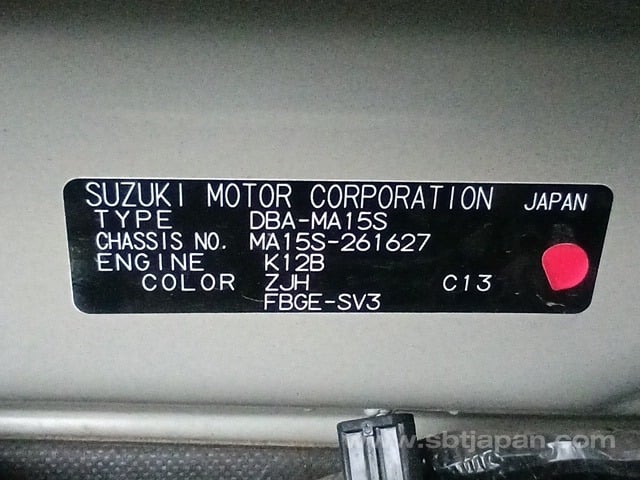 SUZUKI MOTOR CORPORATION JAPAN
TYPE DBA-MA15S
CHASSIS NO. MA15S-261627
ENGINE K12B
COLOR ZJH C13
FBGE-SV3
www.sbtjapan.com